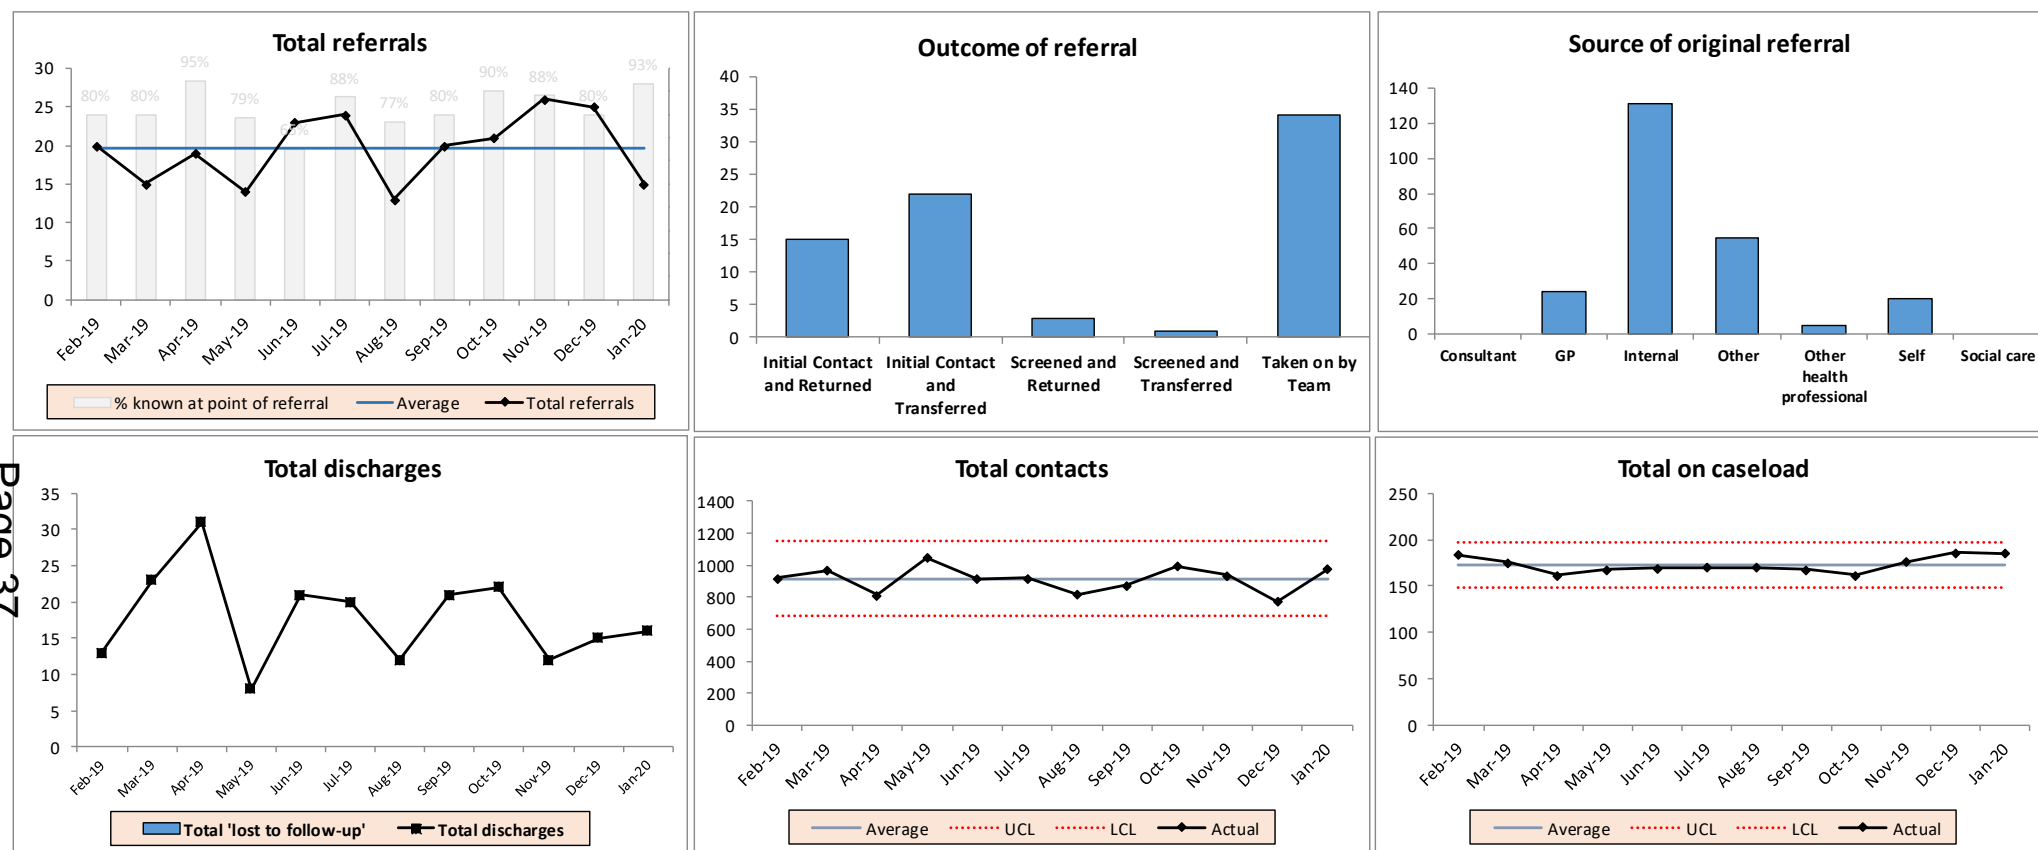 Total referrals
30
25
20
15
10
5
0
80%
80%
95%
79%
65%
88%
77%
80%
90%
88%
80%
93%
Feb-19
Mar-19
Apr-19
May-19
Jun-19
Jul-19
Aug-19
Sep-19
Oct-19
Nov-19
Dec-19
Jan-20
% known at point of referral
Average
Total referrals
Outcome of referral
40
35
30
25
20
15
10
5
0
Initial Contact
and Returned
Initial Contact
and
Transferred
Screened and
Returned
Screened and
Transferred
Taken on by
Team
Source of original referral
140
120
100
80
60
40
20
0
Consultant
GP
Internal
Other
Other
health
professional
Self
Social care
Page 37
Total discharges
35
30
25
20
15
10
5
0
Feb-19
Mar-19
Apr-19
May-19
Jun-19
Jul-19
Aug-19
Sep-19
Oct-19
Nov-19
Dec-19
Jan-20
Total 'lost to follow-up'
Total discharges
Total contacts
1400
1200
1000
800
600
400
200
0
Feb-19
Mar-19
Apr-19
May-19
Jun-19
Jul-19
Aug-19
Sep-19
Oct-19
Nov-19
Dec-19
Jan-20
Average
UCL
LCL
Actual
Total on caseload
250
200
150
100
50
0
Feb-19
Mar-19
Apr-19
May-19
Jun-19
Jul-19
Aug-19
Sep-19
Oct-19
Nov-19
Dec-19
Jan-20
Average
UCL
LCL
Actual